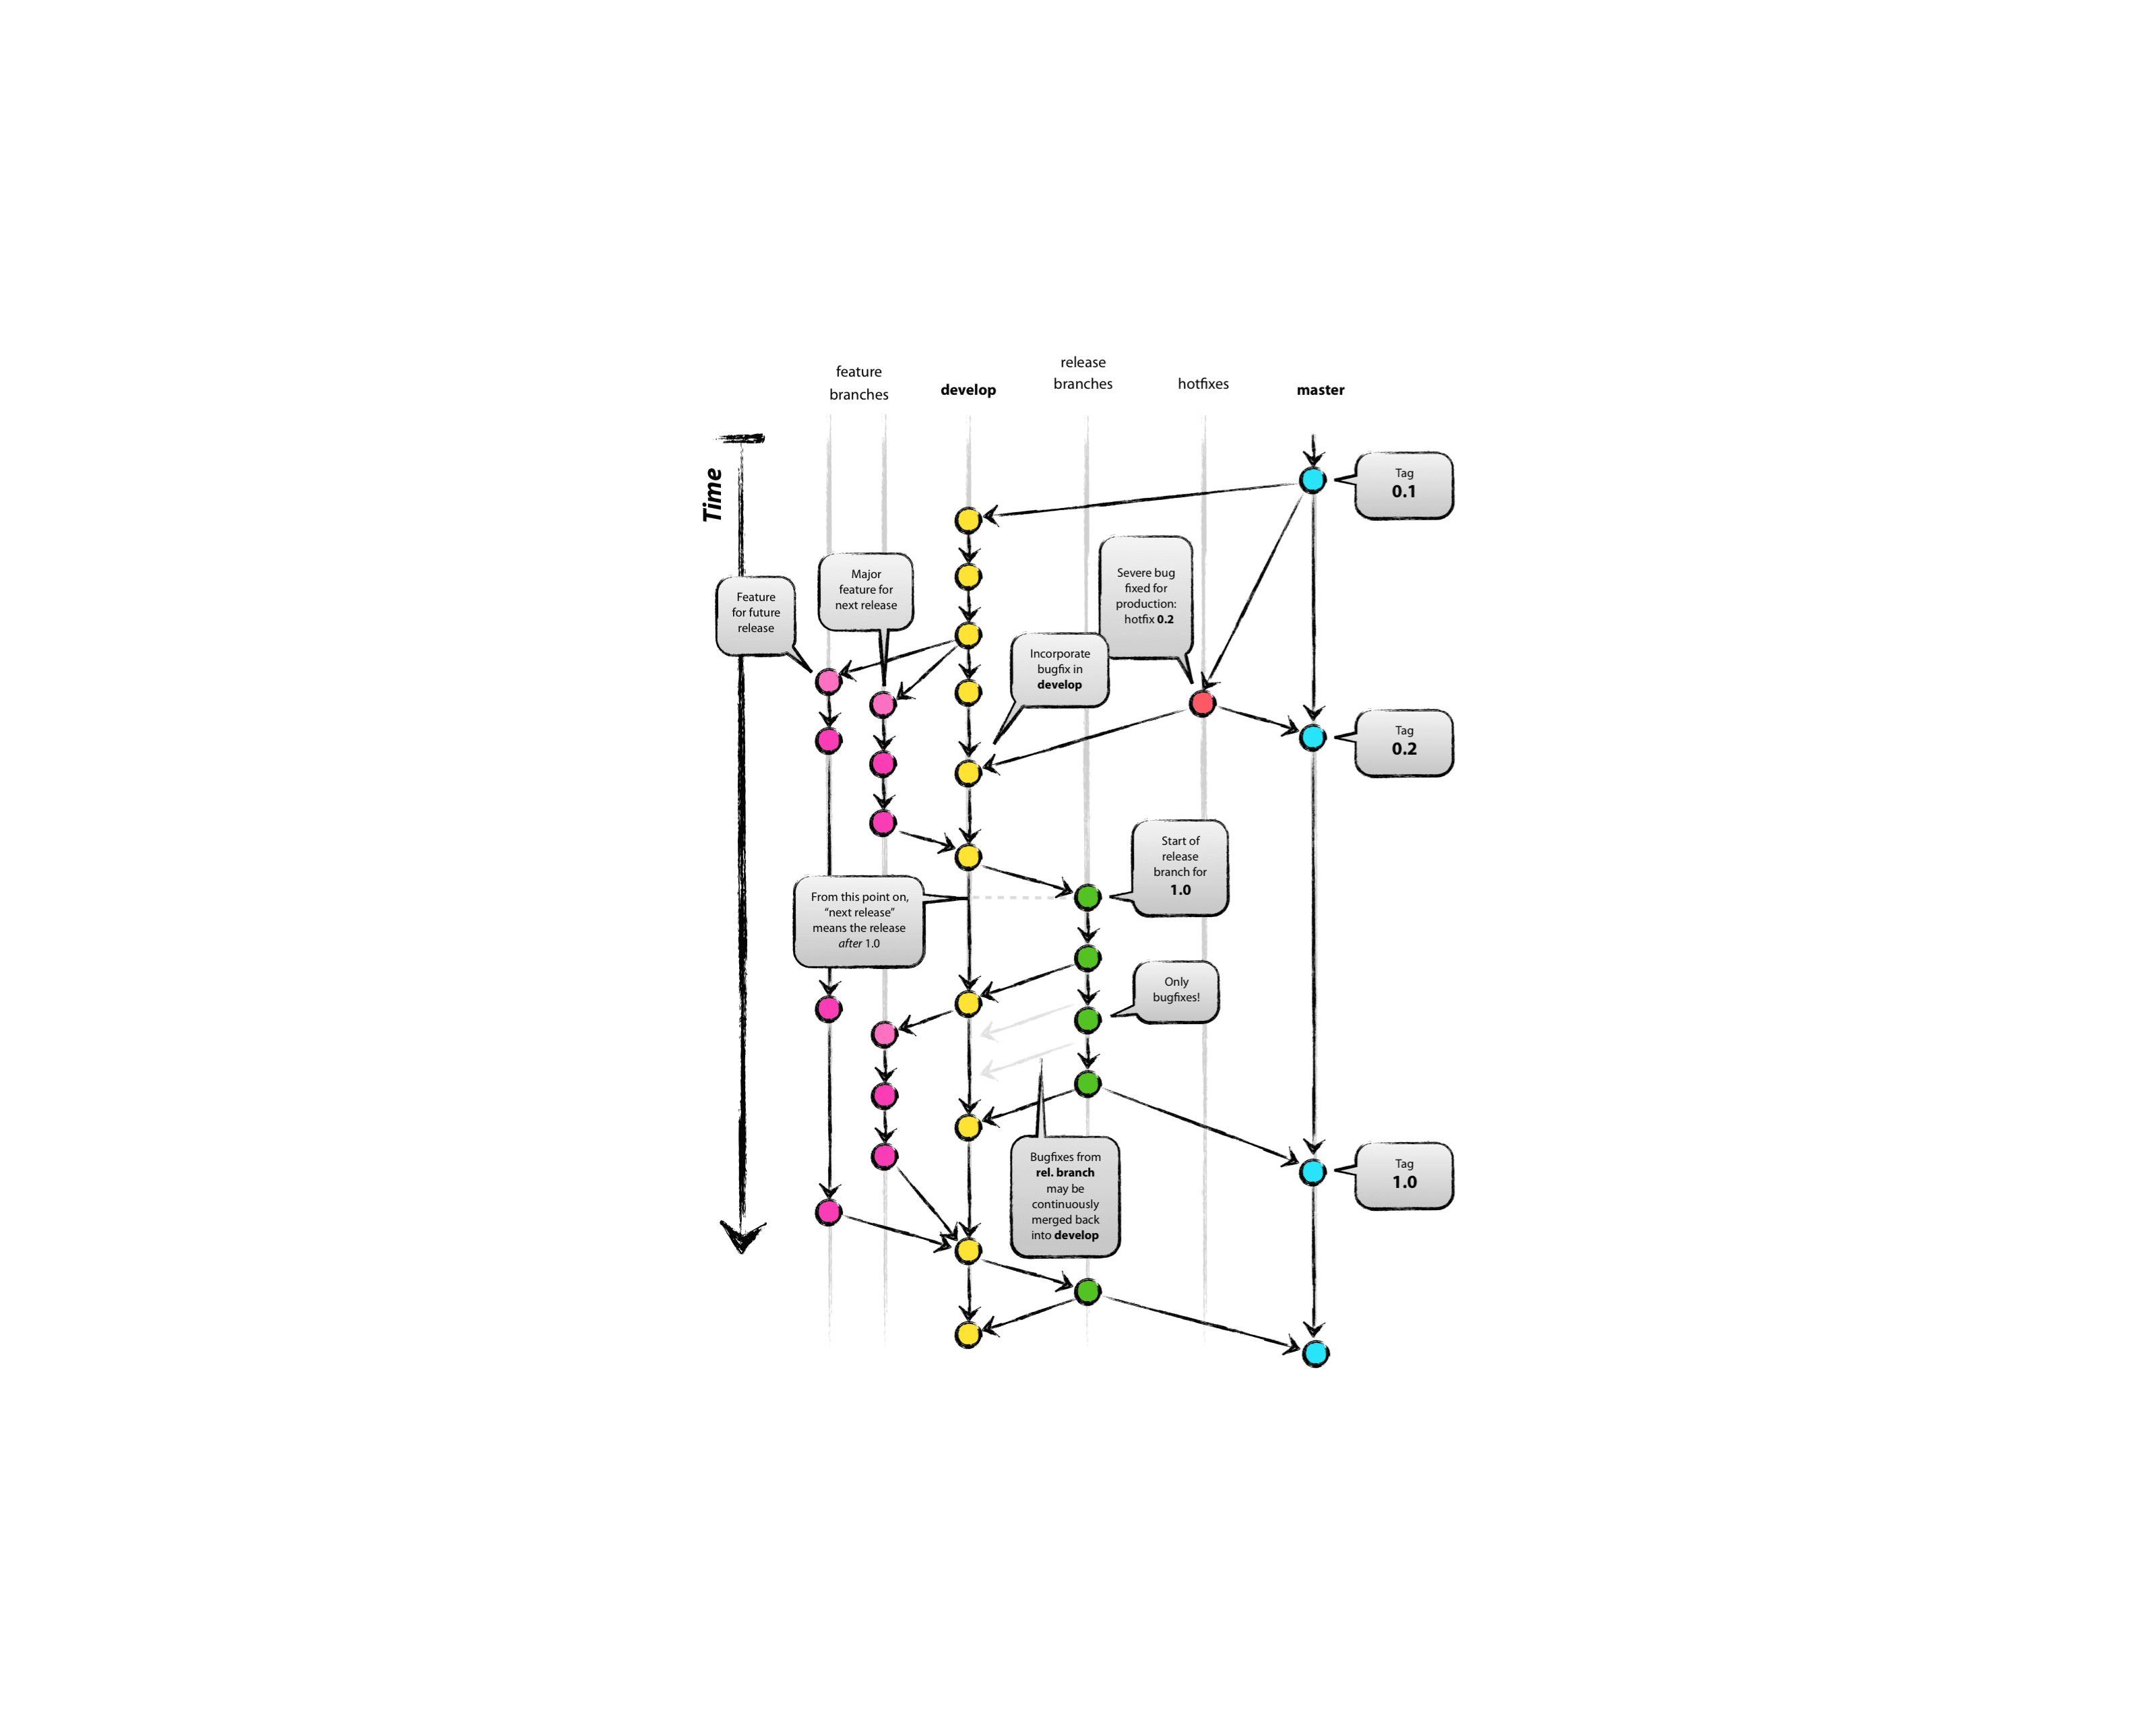 feature
branches
develop
release
branches
hotfixes
master
Time
Tag
0.1
Major
feature for
next release
Feature
for future
release
Severe bug
fixed for
production:
hotfix 0.2
Incorporate
bugfix in
develop
Tag
0.2
Start of
release
branch for
1.0
From this point on,
“next release”
means the release
after 1.0
Only
bugfixes!
Bugfixes from
rel. branch
may be
continuously
merged back
into develop
Tag
1.0